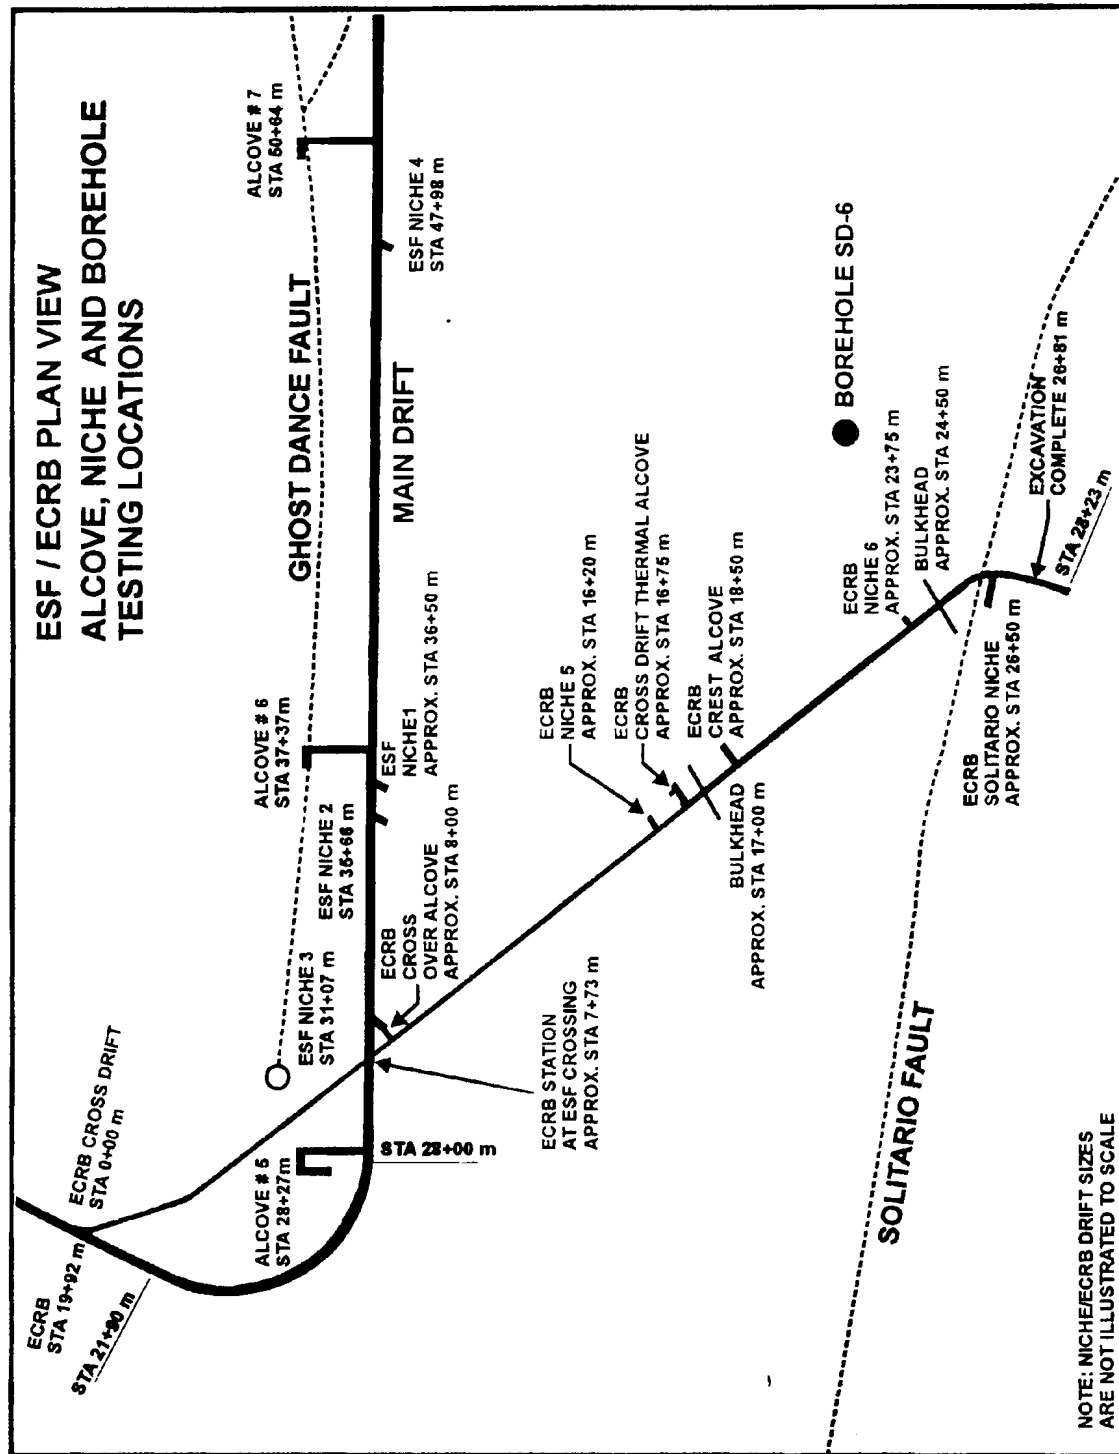 ESF / ECRB PLAN VIEW
ALCOVE, NICHE AND BOREHOLE
TESTING LOCATIONS
ECRB
STA 19+92 m
STA 21+90 m
ECRB CROSS DRIFT
STA 0+00 m
ALCOVE # 5
STA 28+27m
STA 28+00 m
ESF NICHE 3
STA 31+07 m
ESF NICHE 2
STA 35+66 m
ALCOVE # 6
STA 37+37m
ESF
NICHE1
APPROX. STA 36+50 m
GHOST DANCE FAULT
MAIN DRIFT
ALCOVE # 7
STA 50+64 m
ESF NICHE 4
STA 47+98 m
ECRB
CROSS
OVER ALCOVE
APPROX. STA 8+00 m
ECRB STATION
AT ESF CROSSING
APPROX. STA 7+73 m
ECRB
NICHE 5
APPROX. STA 16+20 m
ECRB
CROSS DRIFT THERMAL ALCOVE
APPROX. STA 16+75 m
ECRB
CREST ALCOVE
APPROX. STA 18+50 m
BULKHEAD
APPROX. STA 17+00 m
BOREHOLE SD-6
ECRB
NICHE 6
APPROX. STA 23+75 m
BULKHEAD
APPROX. STA 24+50 m
ECRB
SOLITARIO NICHE
APPROX. STA 26+50 m
EXCAVATION
COMPLETE 26+81 m
STA 28+23 m
SOLITARIO FAULT
NOTE: NICHE/ECRB DRIFT SIZES
ARE NOT ILLUSTRATED TO SCALE